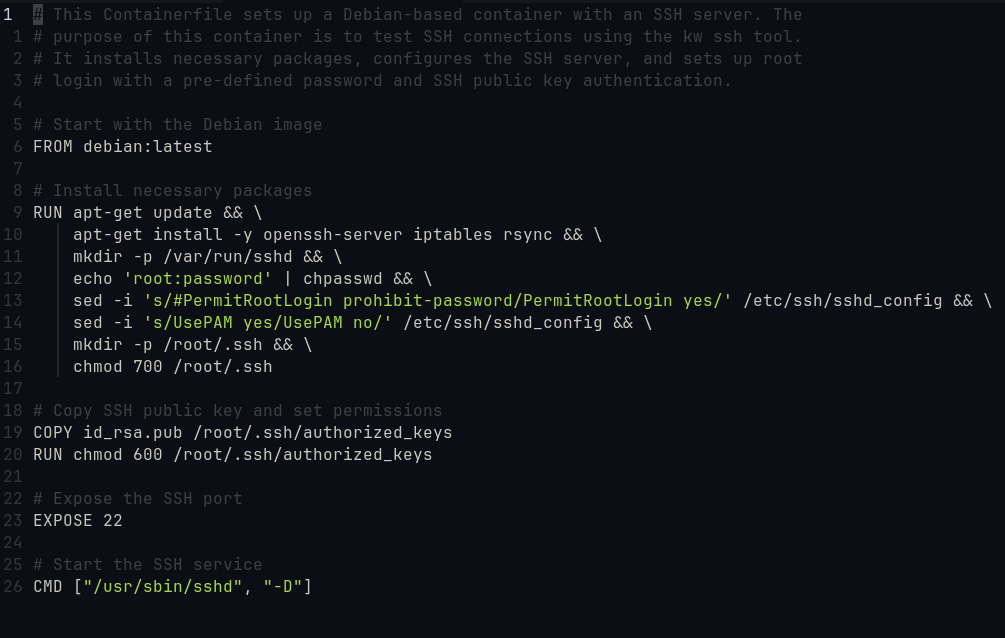 1 # This Containerfile sets up a Debian-based container with an SSH server. The
1 # purpose of this container is to test SSH connections using the kw ssh tool.
2 # It installs necessary packages, configures the SSH server, and sets up root
3 # login with a pre-defined password and SSH public key authentication.
4
5 # Start with the Debian image
6 FROM debian:latest
7
8 # Install necessary packages
9 RUN apt-get update && \
10     apt-get install -y openssh-server iptables rsync && \
11     mkdir -p /var/run/sshd && \
12     echo 'root:password' | chpasswd && \
13     sed -i 's/#PermitRootLogin prohibit-password/PermitRootLogin yes/' /etc/ssh/sshd_config && \
14     sed -i 's/UsePAM yes/UsePAM no/' /etc/ssh/sshd_config && \
15     mkdir -p /root/.ssh && \
16     chmod 700 /root/.ssh
17
18 # Copy SSH public key and set permissions
19 COPY id_rsa.pub /root/.ssh/authorized_keys
20 RUN chmod 600 /root/.ssh/authorized_keys
21
22 # Expose the SSH port
23 EXPOSE 22
24
25 # Start the SSH service
26 CMD ["/usr/sbin/sshd", "-D"]